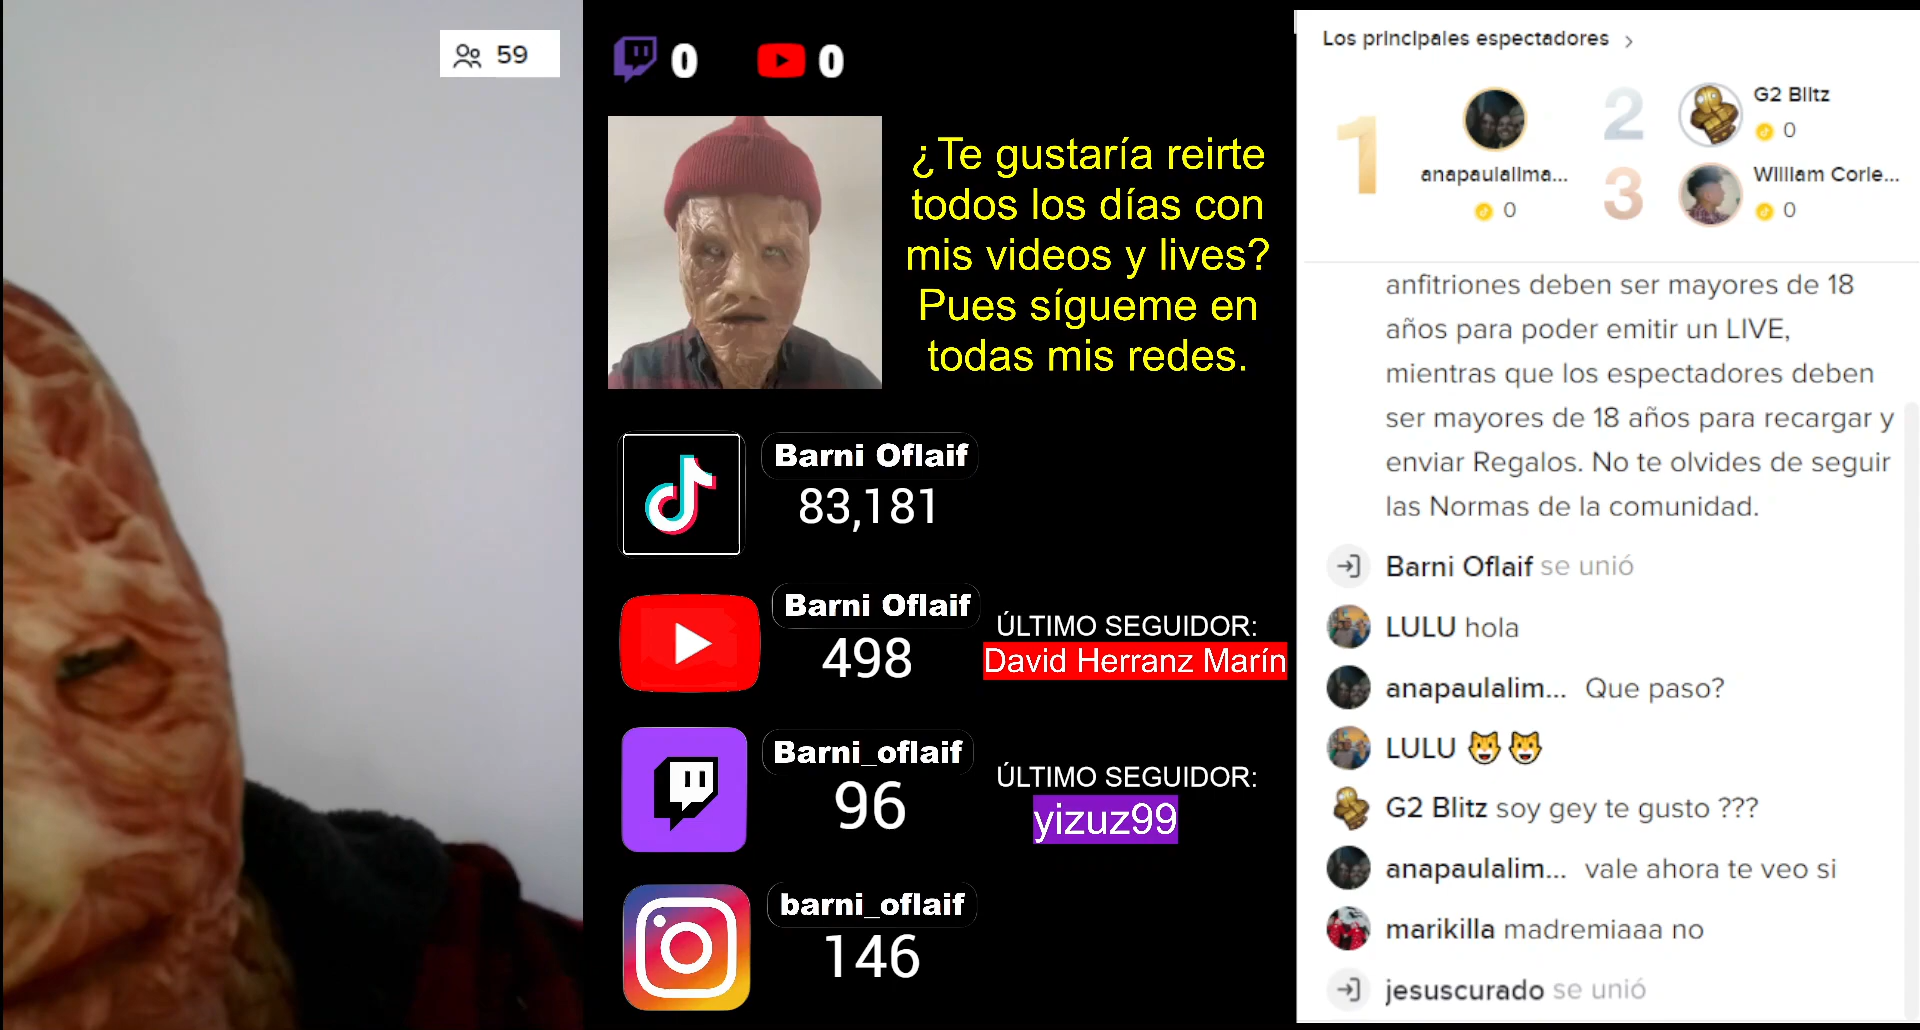 59
0
0
¿Te gustaría reirte
todos los días con
mis videos y lives?
Pues sígueme en
todas mis redes.
Barni Oflaif
83,181
Barni Oflaif
498
ÚLTIMO SEGUIDOR:
David Herranz Marín
Barni_oflaif
96
ÚLTIMO SEGUIDOR:
yizuz99
barni_oflaif
146
Los principales espectadores
1
anapaulalima...
0
2
G2 Blitz
0
3
William Corle...
0
anfitriones deben ser mayores de 18
años para poder emitir un LIVE,
mientras que los espectadores deben
ser mayores de 18 años para recargar y
enviar Regalos. No te olvides de seguir
las Normas de la comunidad.
Barni Oflaif se unió
LULU hola
anapaulalim... Que paso?
LULU 😺 😺
G2 Blitz soy gey te gusto ???
anapaulalim... vale ahora te veo si
marikilla madremiaaa no
jesuscurado se unió